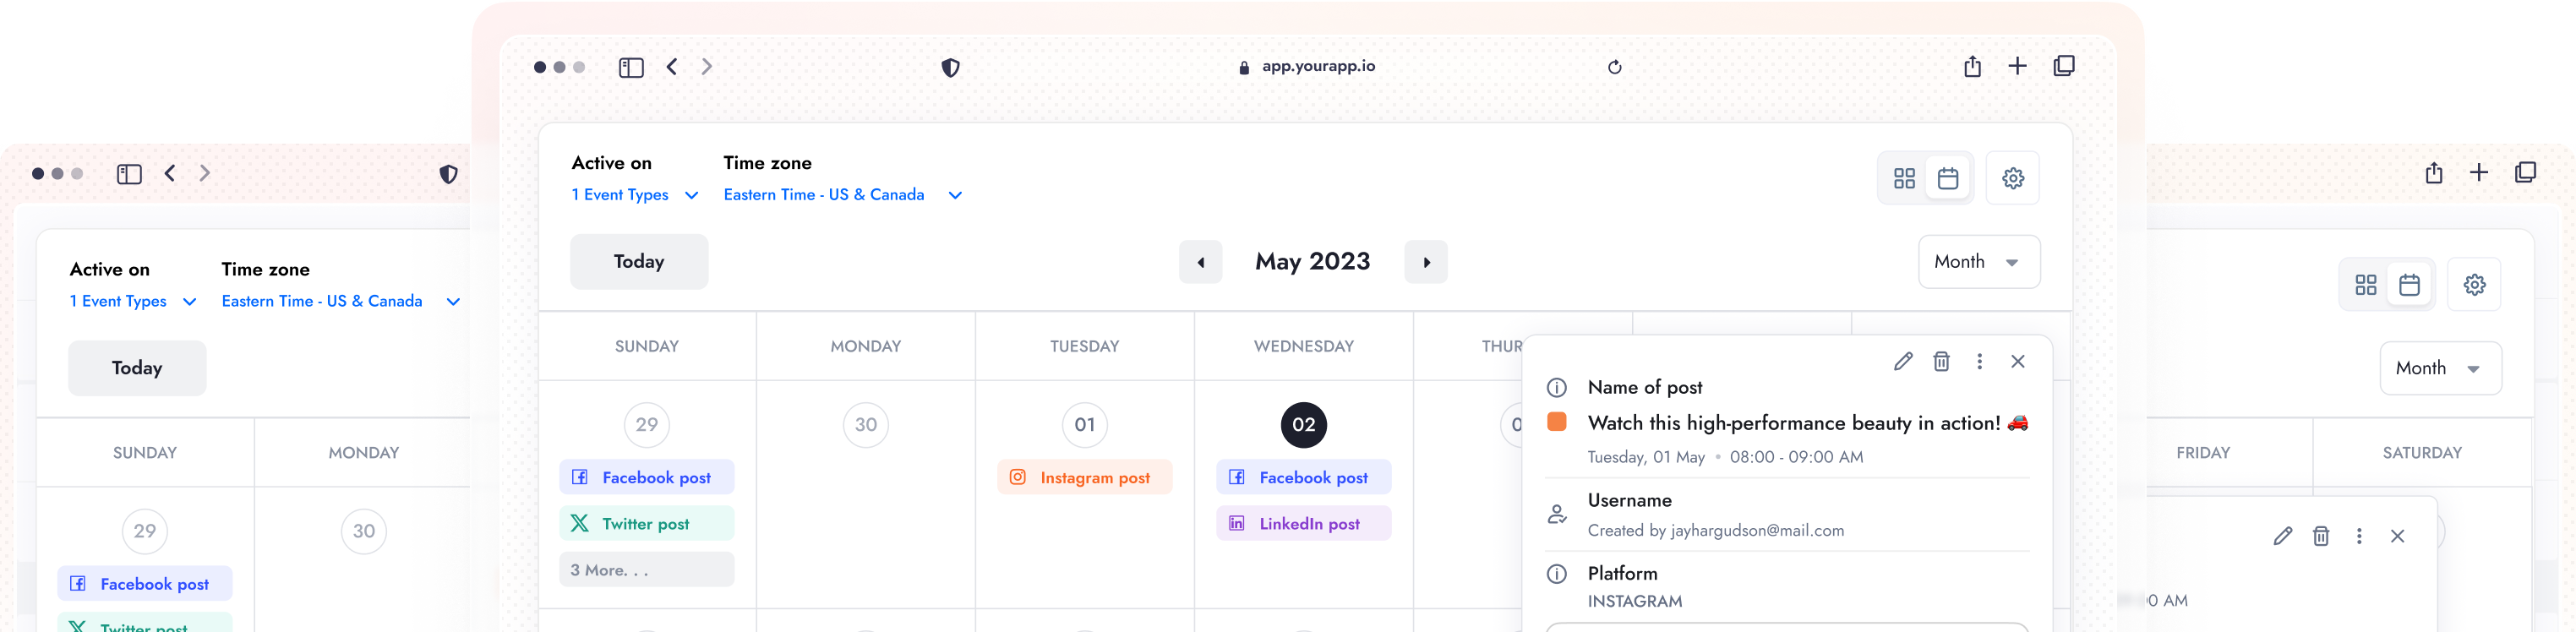 app.yourapp.io
Active on Time zone
1 Event Types Eastern Time - US & Canada
Today May 2023 Month
SUNDAY MONDAY TUESDAY WEDNESDAY THUR
29 30 01 02 0
Facebook post Instagram post Facebook post
Twitter post LinkedIn post
3 More. . .
Name of post
Watch this high-performance beauty in action! 🚗
Tuesday, 01 May • 08:00 - 09:00 AM
Username
Created by jayhargudson@mail.com
Platform
INSTAGRAM
Active on Time zone
1 Event Types Eastern Time - US & Canada
Today
SUNDAY MONDAY
29 30
Facebook post
Twitter post
Month
FRIDAY SATURDAY
0 AM